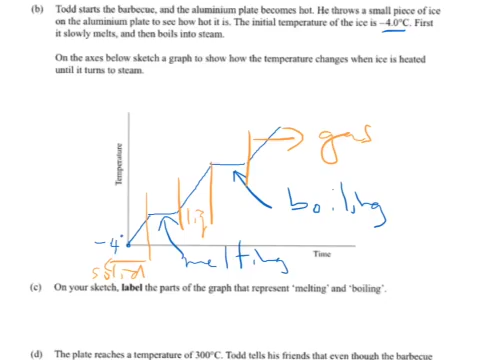 (b) Todd starts the barbecue, and the aluminium plate becomes hot. He throws a small piece of ice
on the aluminium plate to see how hot it is. The initial temperature of the ice is −4.0°C. First
it slowly melts, and then boils into steam.
On the axes below sketch a graph to show how the temperature changes when ice is heated
until it turns to steam.
gas
Temperature
boiling
liq
-4°
solid
melting
Time
(c) On your sketch, label the parts of the graph that represent ‘melting’ and ‘boiling’.
(d) The plate reaches a temperature of 300°C. Todd tells his friends that even though the barbecue